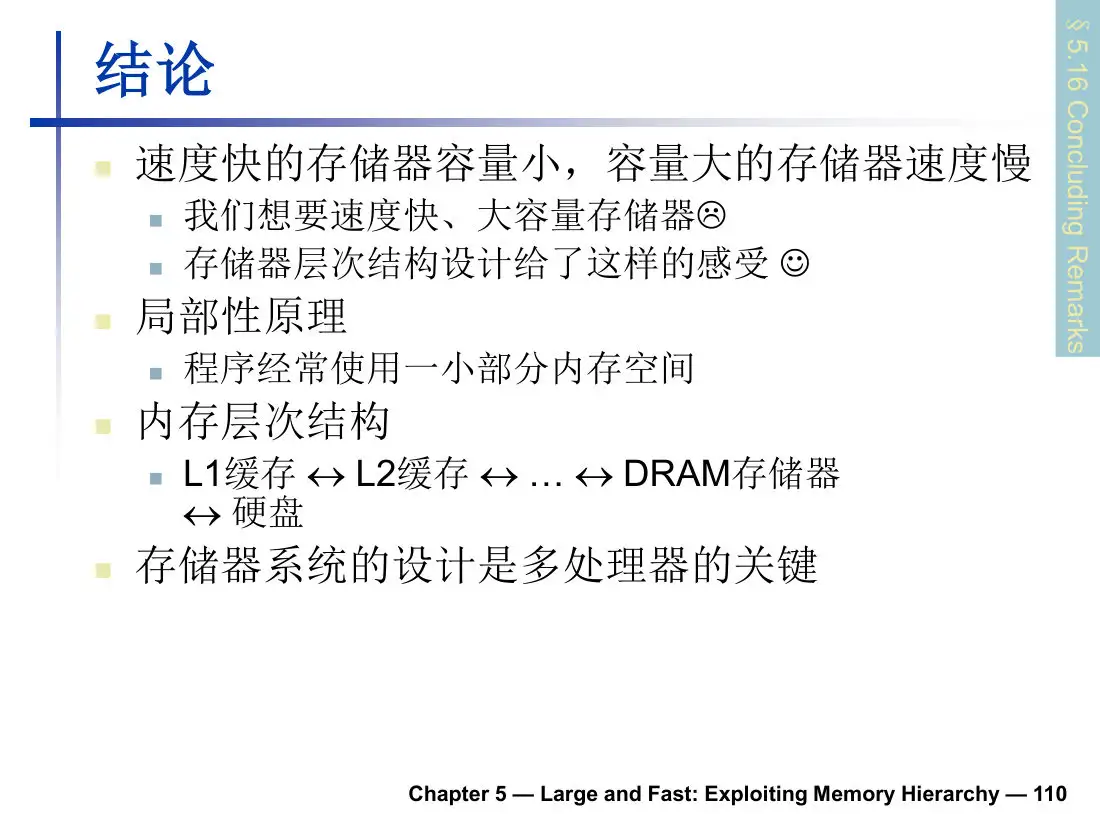 结论
§5.16 Concluding Remarks
速度快的存储器容量小，容量大的存储器速度慢
我们想要速度快、大容量存储器☹
存储器层次结构设计给了这样的感受 ☺
局部性原理
程序经常使用一小部分内存空间
内存层次结构
L1缓存 ↔ L2缓存 ↔ … ↔ DRAM存储器
↔ 硬盘
存储器系统的设计是多处理器的关键
Chapter 5 — Large and Fast: Exploiting Memory Hierarchy — 110